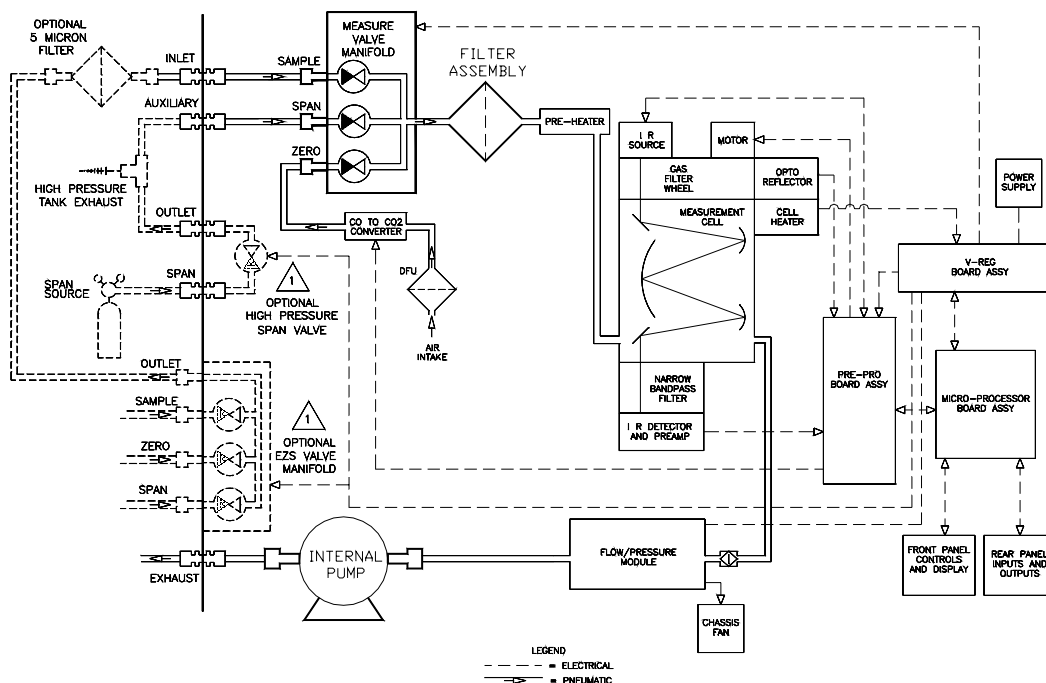 OPTIONAL
5 MICRON
FILTER
INLET
AUXILIARY
HIGH PRESSURE
TANK EXHAUST
OUTLET
SPAN
SPAN
SOURCE
1
OPTIONAL
HIGH PRESSURE
SPAN VALVE
OUTLET
SAMPLE
ZERO
SPAN
1
OPTIONAL
EZS VALVE
MANIFOLD
EXHAUST
MEASURE
VALVE
MANIFOLD
SAMPLE
SPAN
ZERO
FILTER
ASSEMBLY
PRE-HEATER
CO TO CO2
CONVERTER
DFU
AIR
INTAKE
I R
SOURCE
MOTOR
GAS
FILTER
WHEEL
OPTO
REFLECTOR
MEASUREMENT
CELL
CELL
HEATER
NARROW
BANDPASS
FILTER
I R DETECTOR
AND PREAMP
POWER
SUPPLY
V-REG
BOARD ASSY
PRE-PRO
BOARD ASSY
MICRO-PROCESSOR
BOARD ASSY
FRONT PANEL
CONTROLS
AND DISPLAY
REAR PANEL
INPUTS AND
OUTPUTS
INTERNAL
PUMP
FLOW/PRESSURE
MODULE
CHASSIS
FAN
LEGEND
= ELECTRICAL
= PNEUMATIC